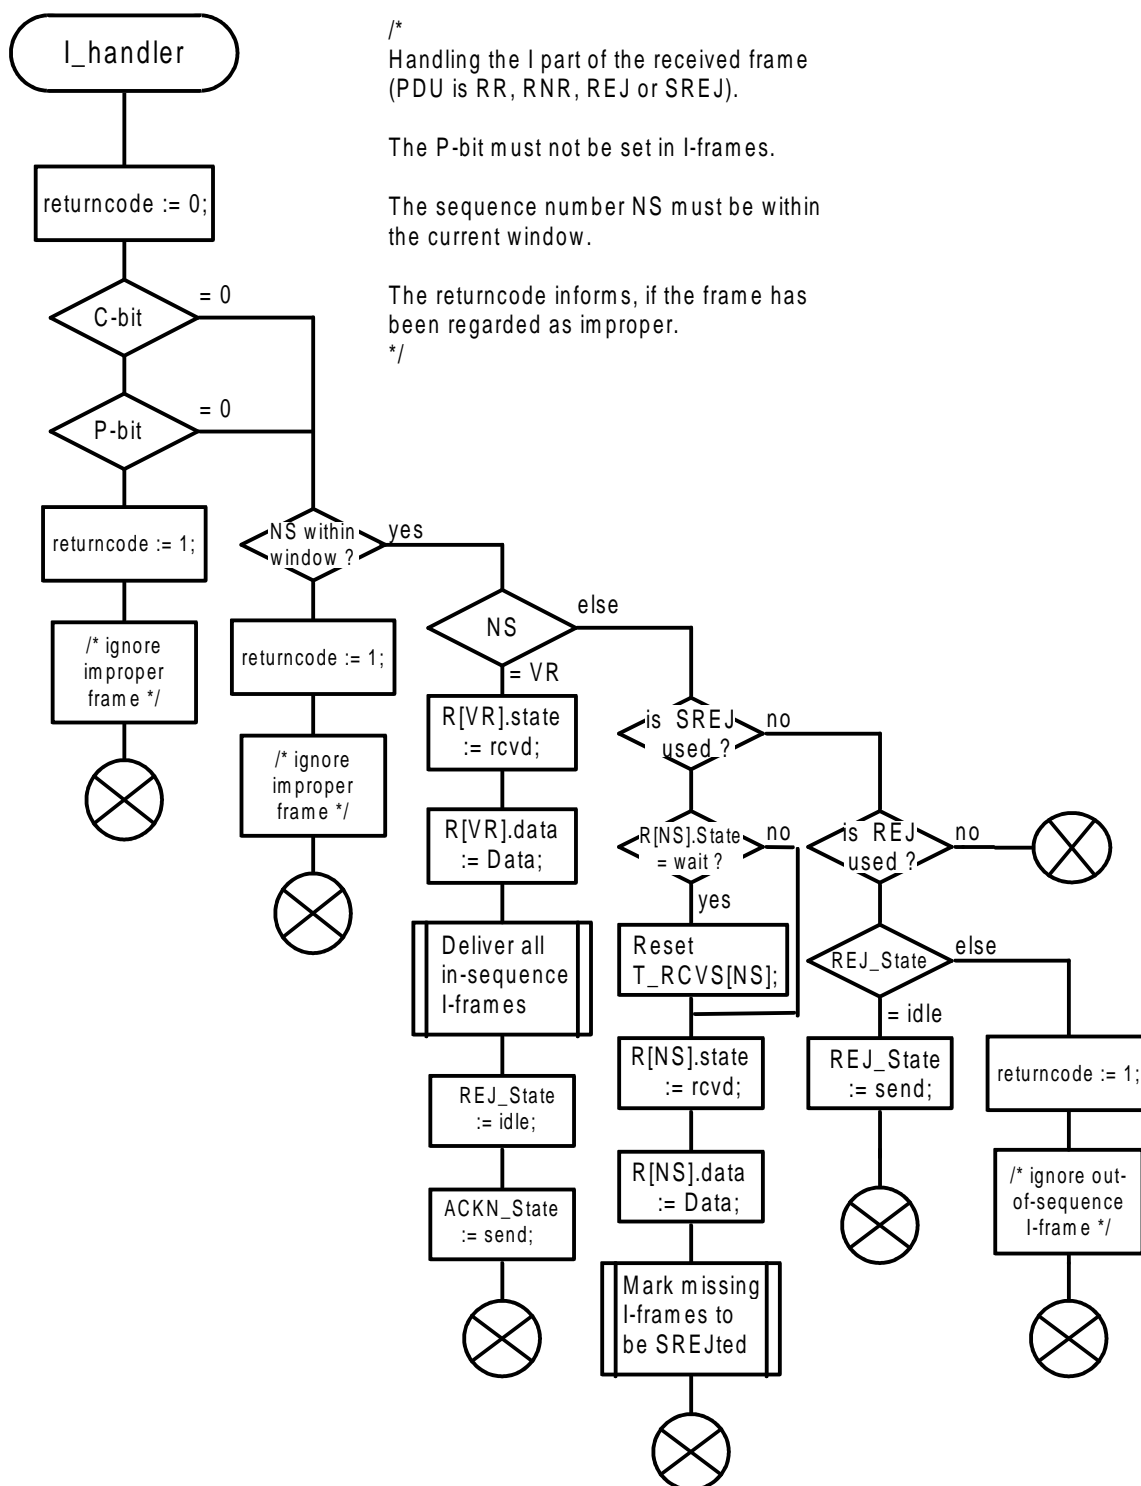 I_handler
/*
Handling the I part of the received frame
(PDU is RR, RNR, REJ or SREJ).
The P-bit must not be set in I-frames.
The sequence number NS must be within
the current window.
The returncode informs, if the frame has
been regarded as improper.
*/
returncode := 0;
C-bit
= 0
P-bit
= 0
returncode := 1;
/* ignore
improper
frame */
NS within
window ?
yes
returncode := 1;
/* ignore
improper
frame */
NS
else
= VR
R[VR].state
:= rcvd;
R[VR].data
:= Data;
Deliver all
in-sequence
I-frames
REJ_State
:= idle;
ACKN_State
:= send;
is SREJ
used ?
no
R[NS].State
= wait ?
no
yes
Reset
T_RCVS[NS];
R[NS].state
:= rcvd;
R[NS].data
:= Data;
Mark missing
I-frames to
be SREJted
is REJ
used ?
no
REJ_State
else
= idle
REJ_State
:= send;
returncode := 1;
/* ignore out-
of-sequence
I-frame */